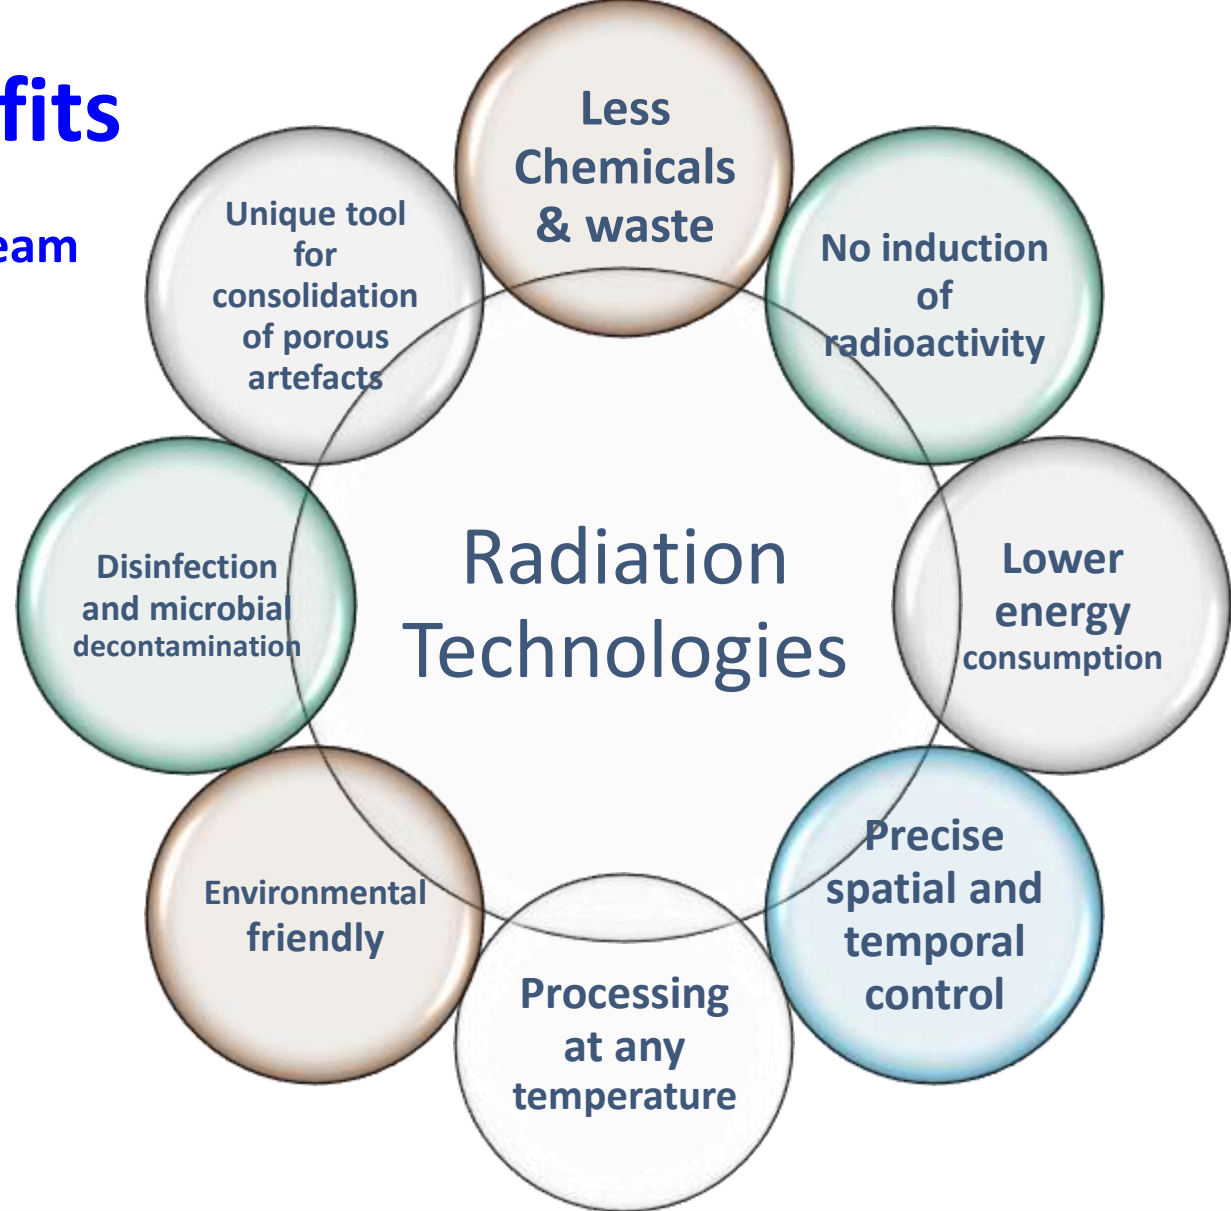 fits
eam
Less
Chemicals
& waste
No induction
of
radioactivity
Lower
energy
consumption
Precise
spatial and
temporal
control
Processing
at any
temperature
Environmental
friendly
Disinfection
and microbial
decontamination
Unique tool
for
consolidation
of porous
artefacts
Radiation
Technologies